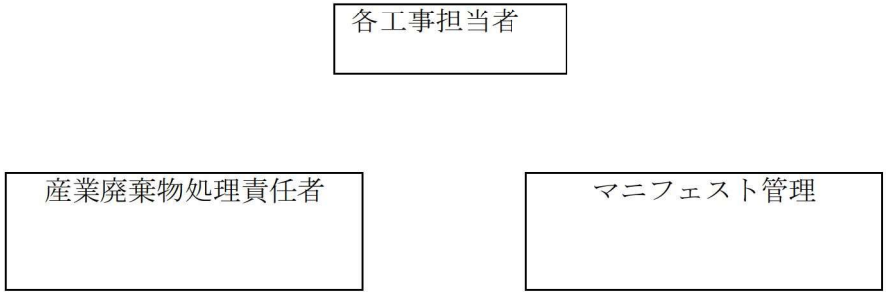 各工事担当者
産業廃棄物処理責任者
マニフェスト管理